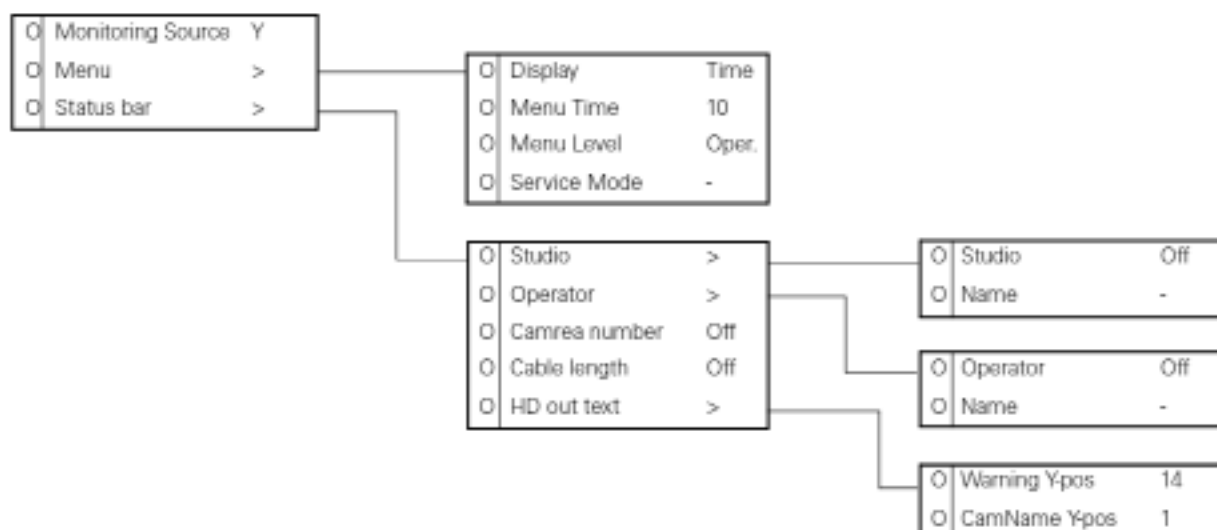 O Monitoring Source Y
O Menu >
O Status bar >
O Display Time
O Menu Time 10
O Menu Level Oper.
O Service Mode -
O Studio >
O Operator >
O Camrea number Off
O Cable length Off
O HD out text >
O Studio Off
O Name -
O Operator Off
O Name -
O Warning Y-pos 14
O CamName Y-pos 1